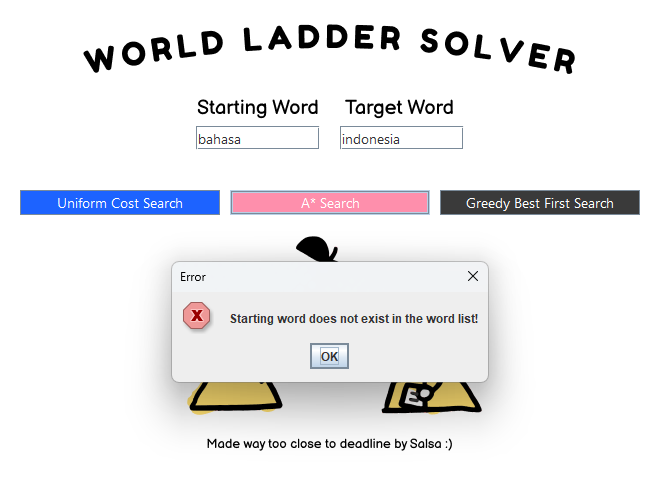 WORLD LADDER SOLVER
Starting Word Target Word
bahasa indonesia
Uniform Cost Search A* Search Greedy Best First Search
Error
X
Starting word does not exist in the word list!
OK
Made way too close to deadline by Salsa :)